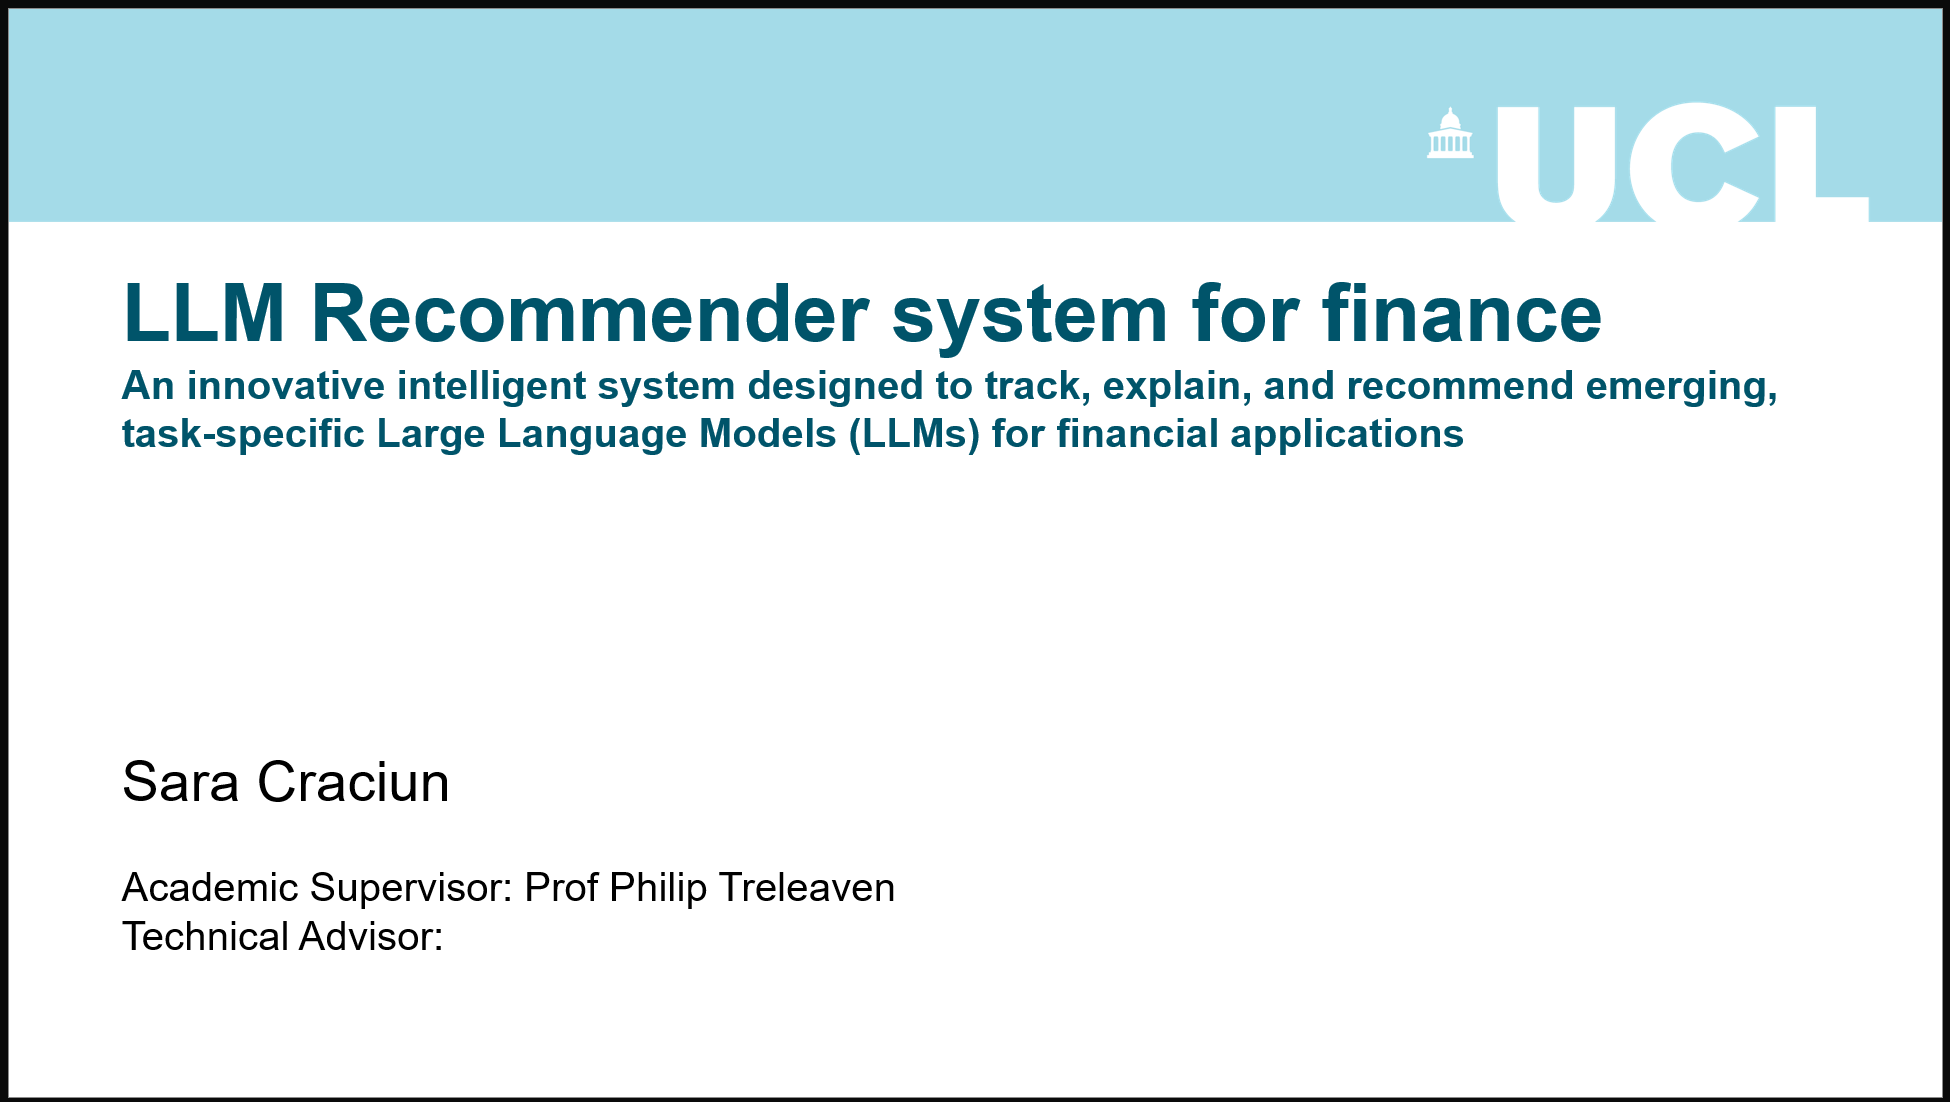 UCL
LLM Recommender system for finance
An innovative intelligent system designed to track, explain, and recommend emerging,
task-specific Large Language Models (LLMs) for financial applications
Sara Craciun
Academic Supervisor: Prof Philip Treleaven
Technical Advisor: